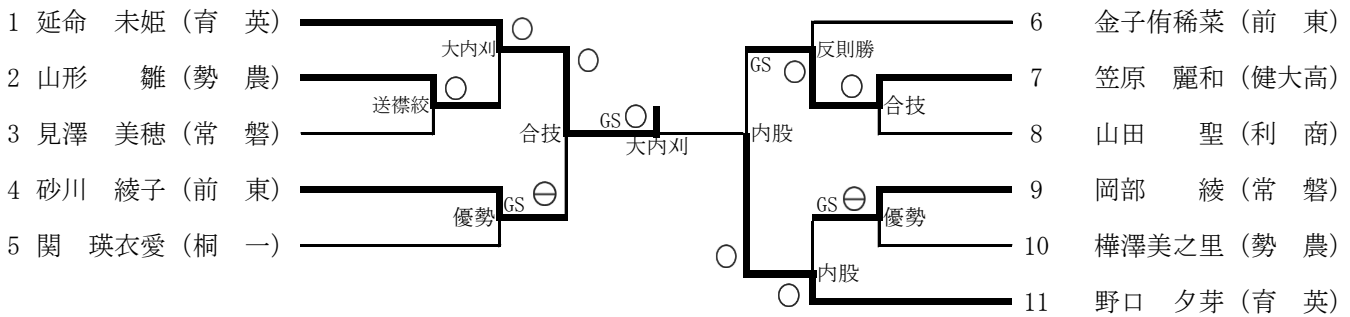 1 延命 未姫（育 英）
大内刈
2 山形 雛（勢 農）
送襟絞
3 見澤 美穂（常 磐）
合技
4 砂川 綾子（前 東）
GS
優勢
5 関 瑛衣愛（桐 一）
GS
大内刈
6 金子侑稀菜（前 東）
反則勝
GS
7 笠原 麗和（健大高）
合技
8 山田 聖（利 商）
内股
9 岡部 綾（常 磐）
GS
優勢
10 樺澤美之里（勢 農）
内股
11 野口 夕芽（育 英）